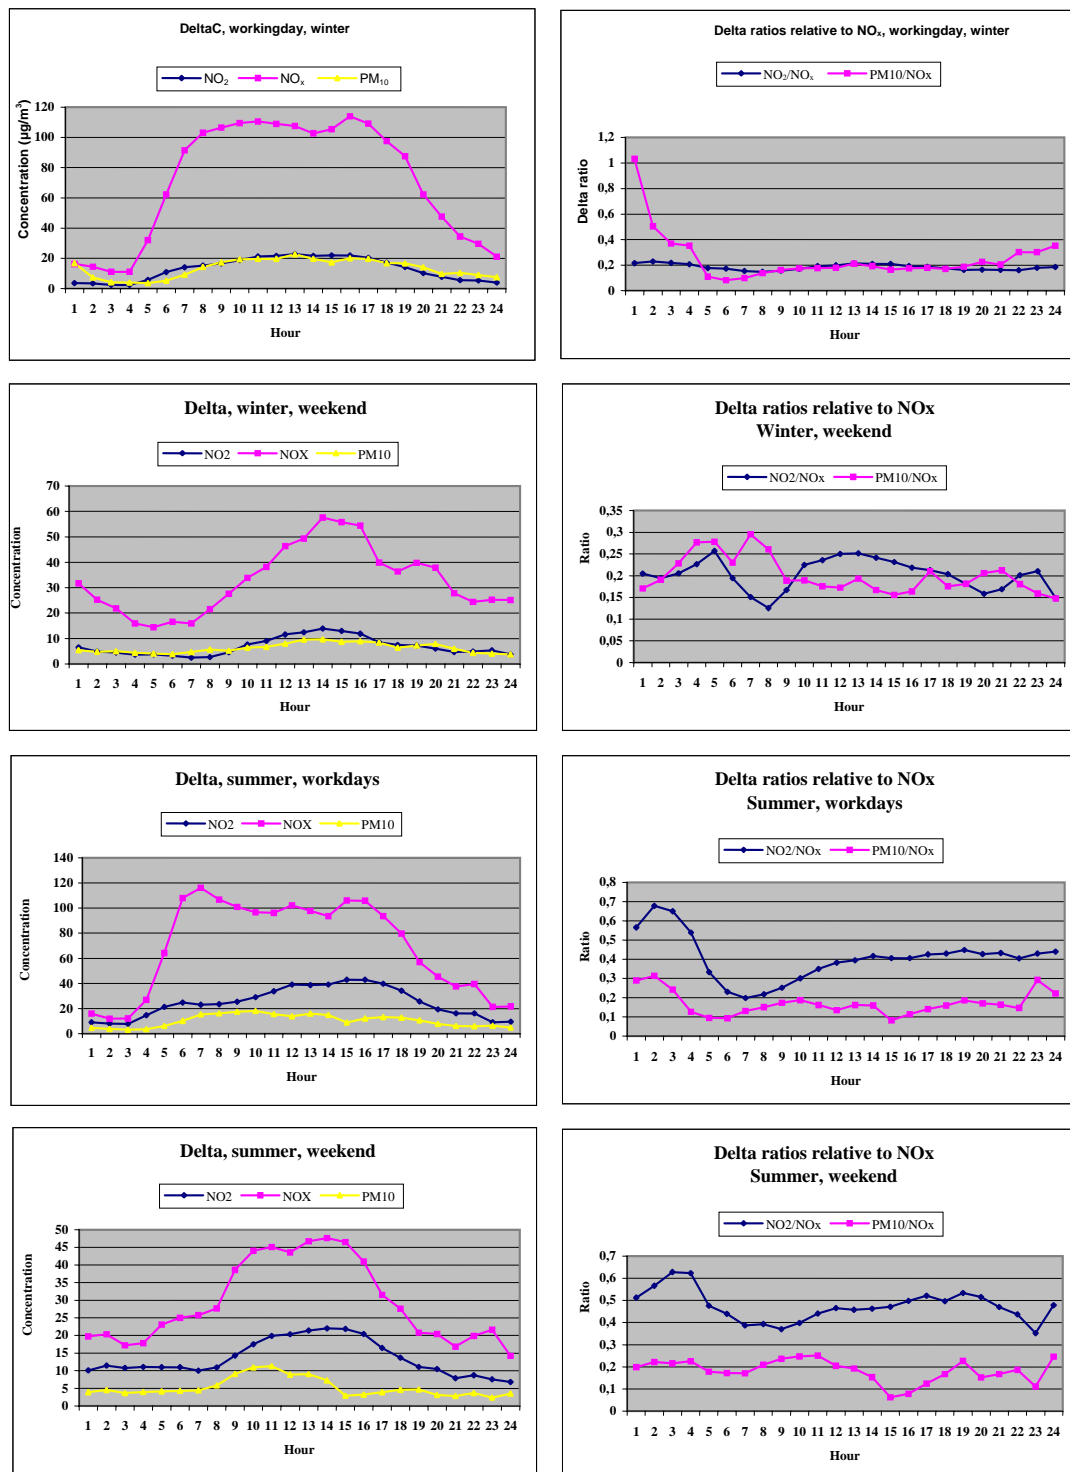 DeltaC, workingday, winter
NO₂ NOₓ PM₁₀
Concentration (µg/m³)
120
100
80
60
40
20
0
1 2 3 4 5 6 7 8 9 10 11 12 13 14 15 16 17 18 19 20 21 22 23 24
Hour
Delta ratios relative to NOₓ, workingday, winter
NO₂/NOₓ PM10/NOx
Delta ratio
1,2
1
0,8
0,6
0,4
0,2
0
1 2 3 4 5 6 7 8 9 10 11 12 13 14 15 16 17 18 19 20 21 22 23 24
Hour
Delta, winter, weekend
NO2 NOX PM10
Concentration
70
60
50
40
30
20
10
0
1 2 3 4 5 6 7 8 9 10 11 12 13 14 15 16 17 18 19 20 21 22 23 24
Hour
Delta ratios relative to NOx
Winter, weekend
NO2/NOx PM10/NOx
Ratio
0,35
0,3
0,25
0,2
0,15
0,1
0,05
0
1 2 3 4 5 6 7 8 9 10 11 12 13 14 15 16 17 18 19 20 21 22 23 24
Hour
Delta, summer, workdays
NO2 NOX PM10
Concentration
140
120
100
80
60
40
20
0
1 2 3 4 5 6 7 8 9 10 11 12 13 14 15 16 17 18 19 20 21 22 23 24
Hour
Delta ratios relative to NOx
Summer, workdays
NO2/NOx PM10/NOx
Ratio
0,8
0,7
0,6
0,5
0,4
0,3
0,2
0,1
0
1 2 3 4 5 6 7 8 9 10 11 12 13 14 15 16 17 18 19 20 21 22 23 24
Hour
Delta, summer, weekend
NO2 NOX PM10
Concentration
50
45
40
35
30
25
20
15
10
5
0
1 2 3 4 5 6 7 8 9 10 11 12 13 14 15 16 17 18 19 20 21 22 23 24
Hour
Delta ratios relative to NOx
Summer, weekend
NO2/NOx PM10/NOx
Ratio
0,7
0,6
0,5
0,4
0,3
0,2
0,1
0
1 2 3 4 5 6 7 8 9 10 11 12 13 14 15 16 17 18 19 20 21 22 23 24
Hour